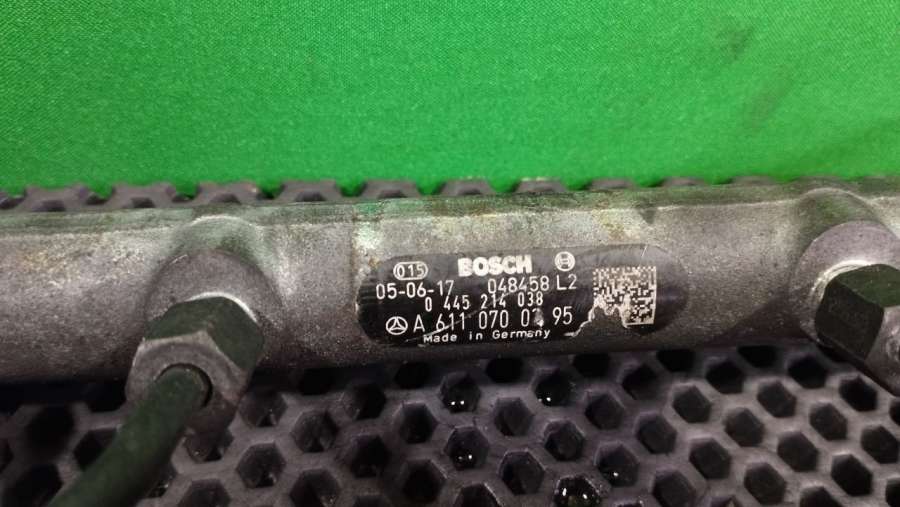 015 BOSCH
05-06-17 048458 L2
0 445 214 038
A 611 070 95
Made in Germany